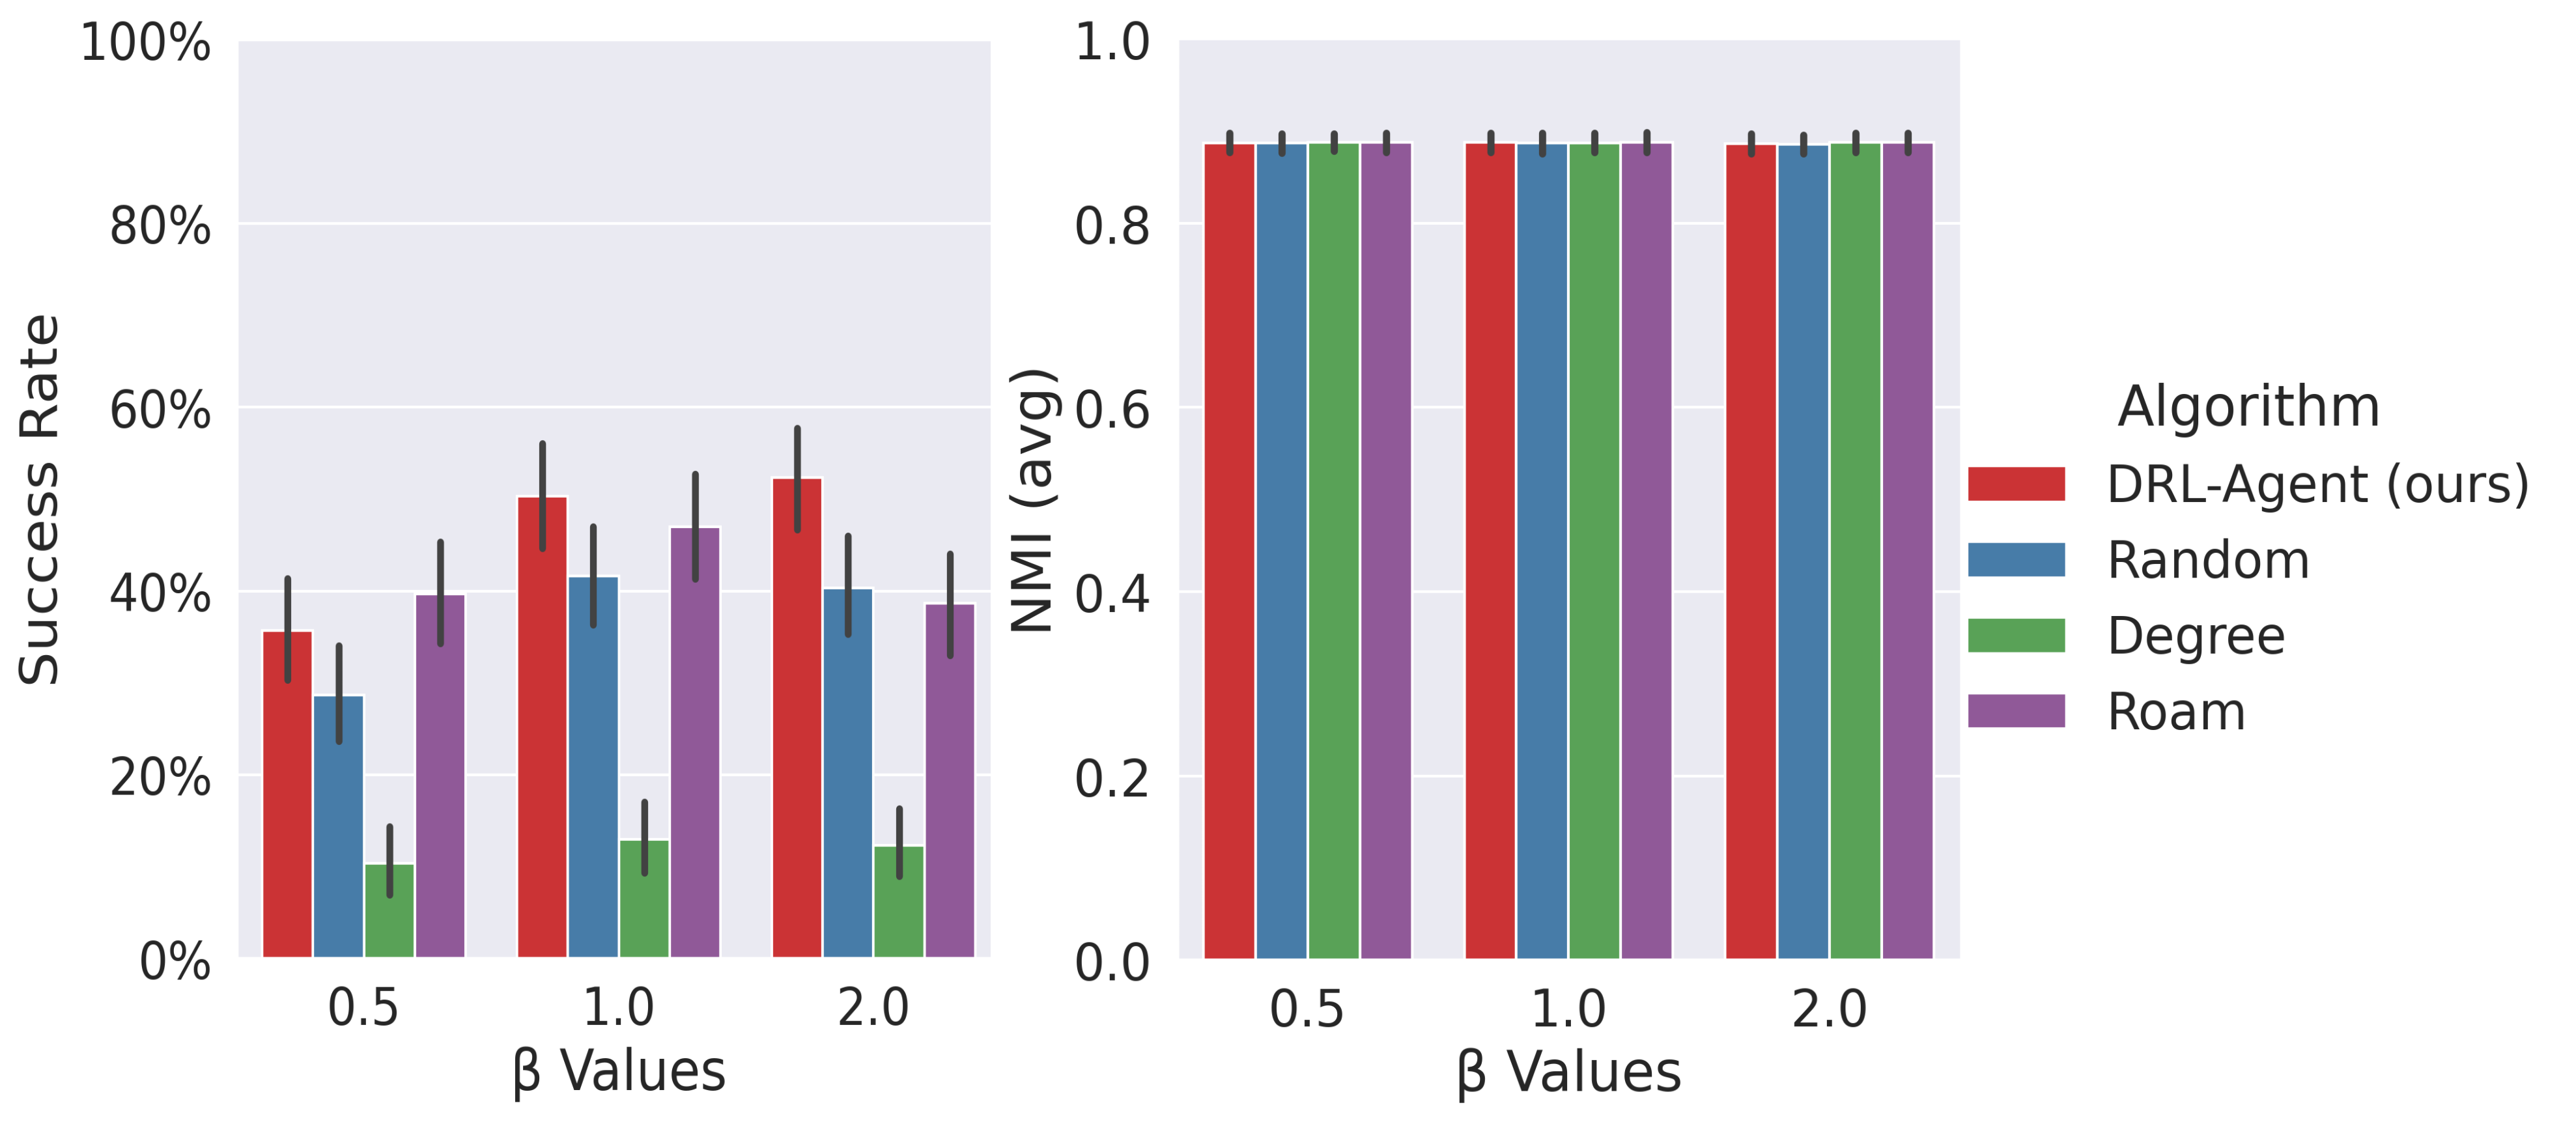 Success Rate
100%
80%
60%
40%
20%
0%
0.5 1.0 2.0
β Values
NMI (avg)
1.0
0.8
0.6
0.4
0.2
0.0
0.5 1.0 2.0
β Values
Algorithm
DRL-Agent (ours)
Random
Degree
Roam